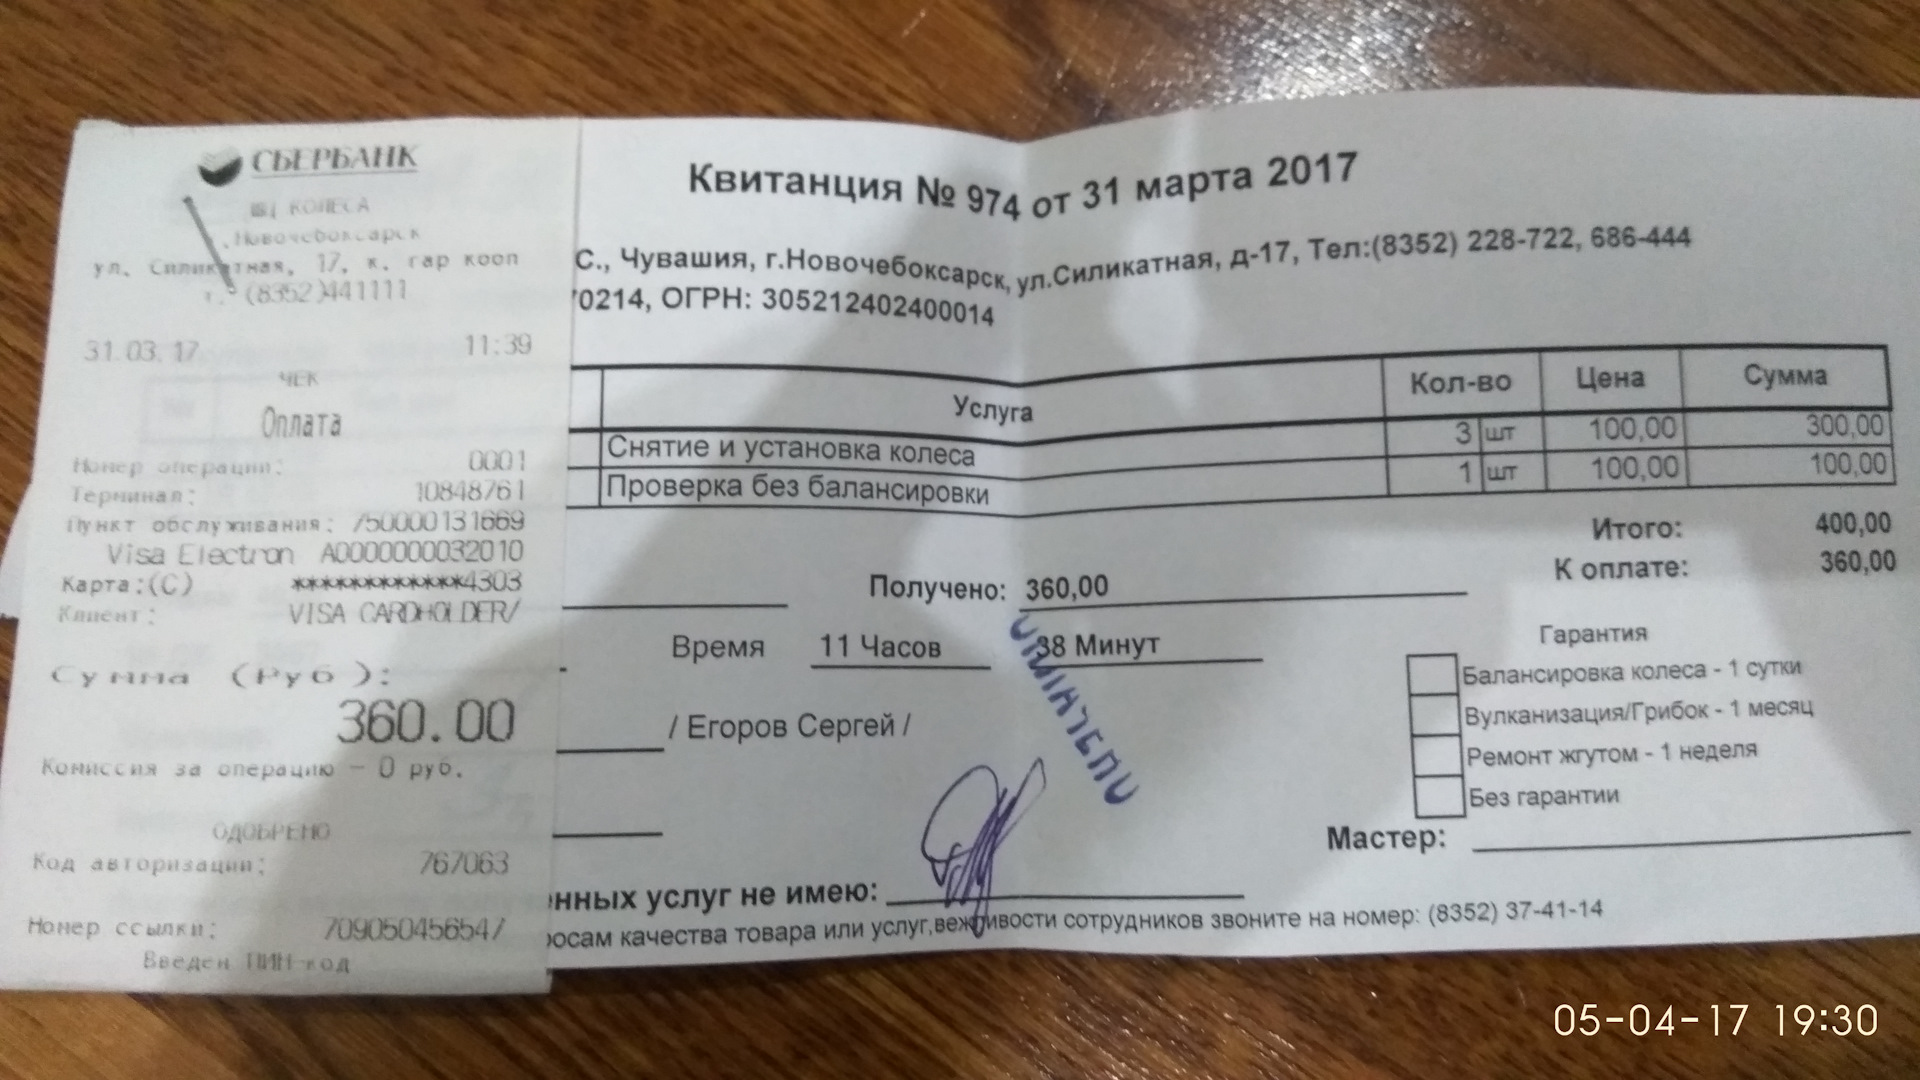 СБЕРБАНК
КОЛЕСА
Новочебоксарск
ул. Силикатная, 17, к. гар кооп
т. (8352)441111
31.03.17 11:39
ЧЕК
Оплата
Номер операции: 0001
Терминал: 10848761
Пункт обслуживания: 750000131669
Visa Electron A0000000032010
Карта:(C) ************4303
Клиент: VISA CARDHOLDER/
Сумма (Руб):
360.00
Комиссия за операцию - 0 руб.
ОДОБРЕНО
Код авторизации: 767063
Номер ссылки: 709050456547
Введен ПИН-код
Квитанция № 974 от 31 марта 2017
С., Чувашия, г.Новочебоксарск, ул.Силикатная, д-17, Тел:(8352) 228-722, 686-444
0214, ОГРН: 305212402400014
Услуга Кол-во Цена Сумма
Снятие и установка колеса 3 шт 100,00 300,00
Проверка без балансировки 1 шт 100,00 100,00
Итого: 400,00
К оплате: 360,00
Получено: 360,00
Время 11 Часов 38 Минут
/ Егоров Сергей /
Гарантия
Балансировка колеса - 1 сутки
Вулканизация/Грибок - 1 месяц
Ремонт жгутом - 1 неделя
Без гарантии
Мастер:
нных услуг не имею:
осам качества товара или услуг,вежливости сотрудников звоните на номер: (8352) 37-41-14
05-04-17 19:30